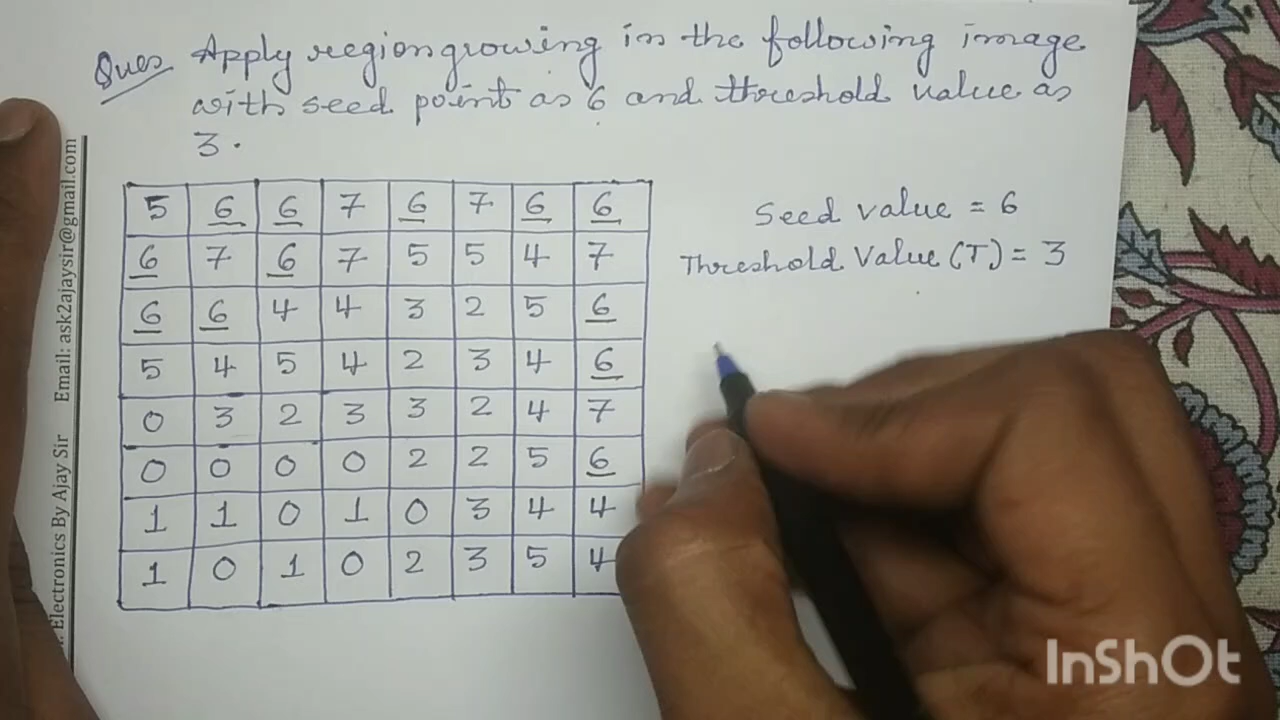 Ques Apply region growing in the following image
with seed point as 6 and threshold value as
3.
5 6 6 7 6 7 6 6
6 7 6 7 5 5 4 7
6 6 4 4 3 2 5 6
5 4 5 4 2 3 4 6
0 3 2 3 3 2 4 7
0 0 0 0 2 2 5 6
1 1 0 1 0 3 4 4
1 0 1 0 2 3 5 4
Seed value = 6
Threshold Value (T) = 3
: Electronics By Ajay Sir Email: ask2ajaysir@gmail.com
InShOt